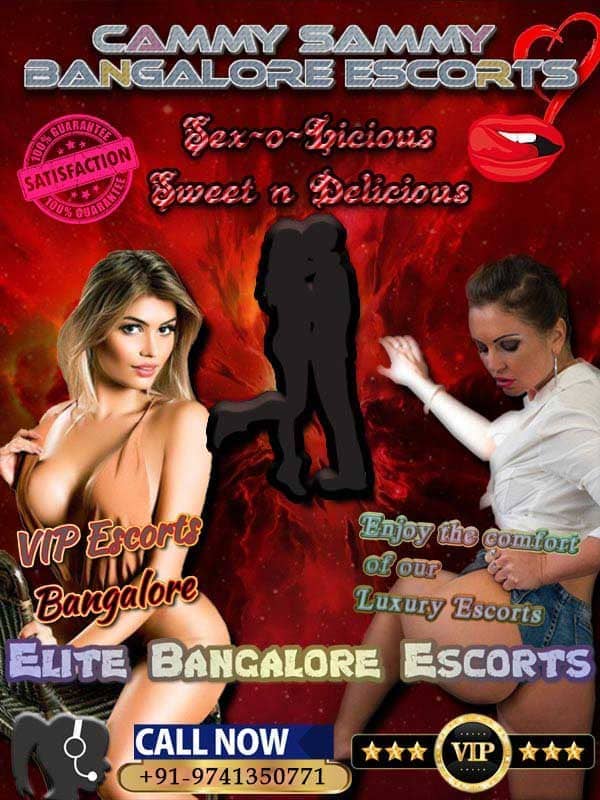 CAMMY SAMMY
BANGALORE ESCORTS
100% GUARANTEE
SATISFACTION
100% GUARANTEE
Sex-o-Licious
Sweet n Delicious
VIP Escorts
Bangalore
Enjoy the comfort
of our
Luxury Escorts
ELITE BANGALORE ESCORTS
CALL NOW
+91-9741350771
VIP